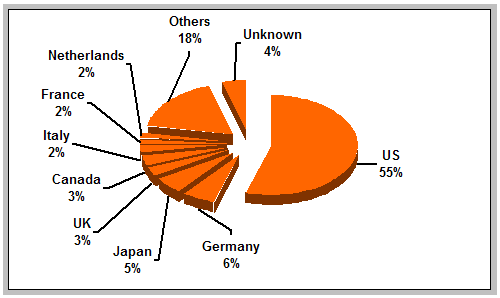 Others
18%
Unknown
4%
Netherlands
2%
France
2%
Italy
2%
Canada
3%
UK
3%
Japan
5%
Germany
6%
US
55%